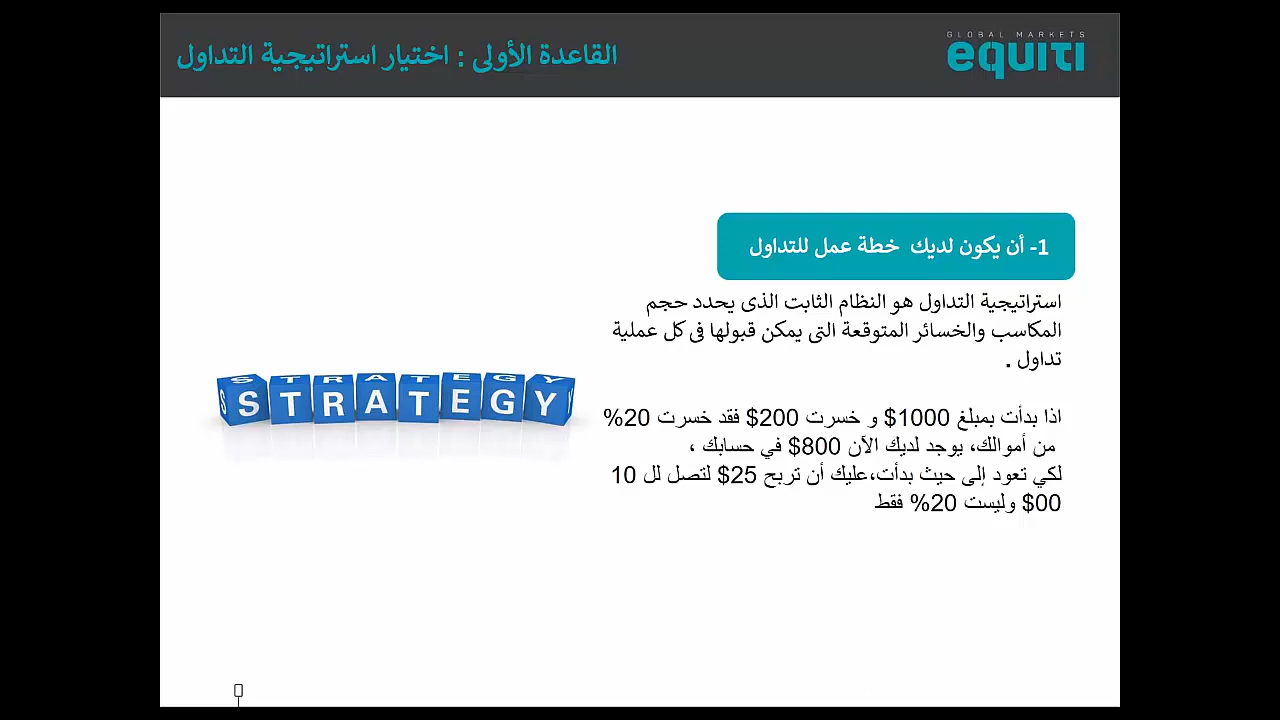 القاعدة الأولى : اختيار استراتيجية التداول
GLOBAL MARKETS
equiti
1- أن يكون لديك خطة عمل للتداول
استراتيجية التداول هو النظام الثابت الذى يحدد حجم
المكاسب والخسائر المتوقعة التى يمكن قبولها فى كل عملية
تداول .
اذا بدأت بمبلغ 1000$ و خسرت 200$ فقد خسرت 20%
من أموالك، يوجد لديك الآن 800$ في حسابك ،
لكي تعود إلى حيث بدأت،عليك أن تربح 25$ لتصل لل 10
00$ وليست 20% فقط
STRATEGY
STRATEGY